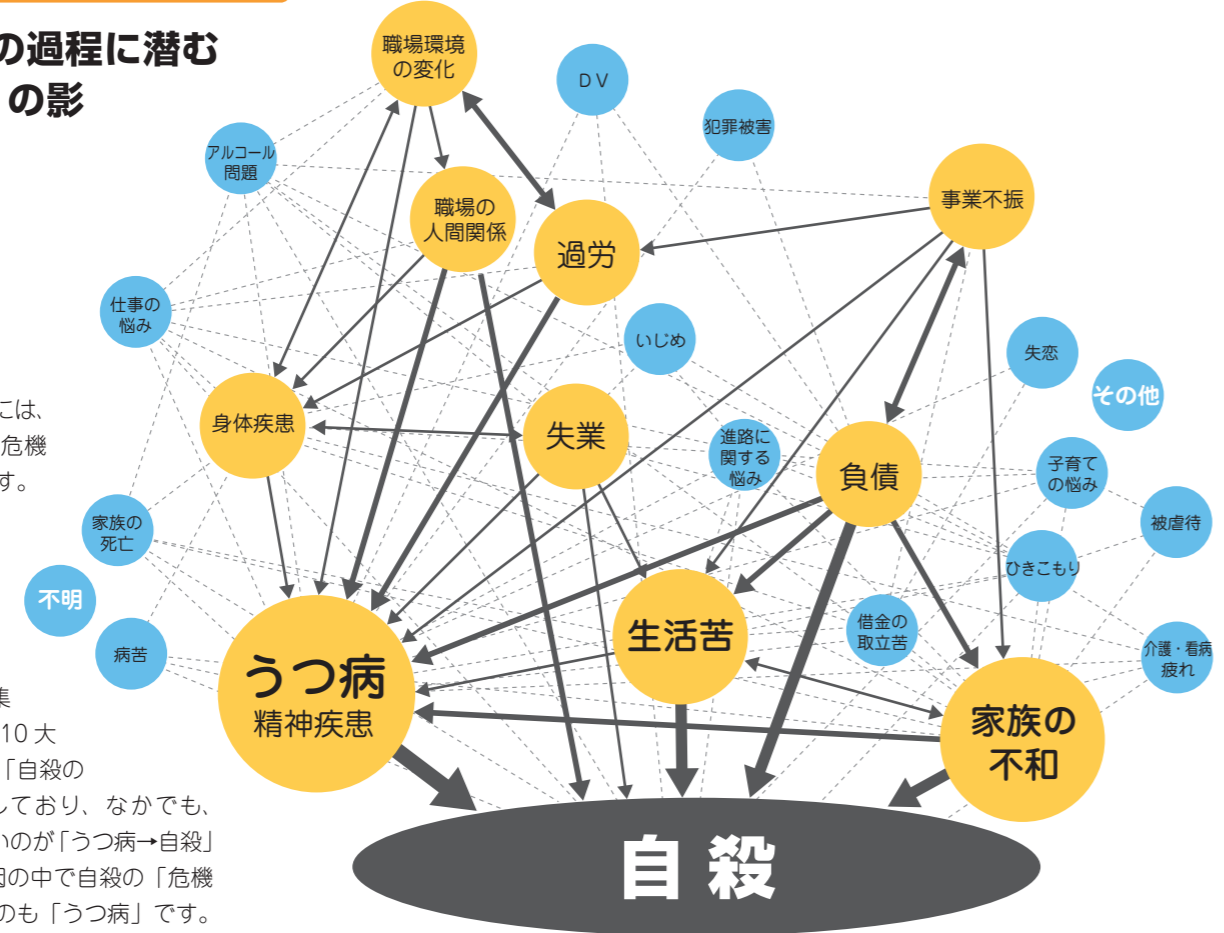 の過程に潜む
の影
職場環境
の変化
DV
犯罪被害
アルコール
問題
職場の
人間関係
過労
事業不振
仕事の
悩み
いじめ
失恋
その他
には、
危機
す。
身体疾患
失業
進路に
関する
悩み
負債
子育て
の悩み
被虐待
家族の
死亡
ひきこもり
不明
病苦
生活苦
借金の
取立苦
介護・看病
疲れ
うつ病
精神疾患
家族の
不和
集
10大
「自殺の
しており、なかでも、
いのが「うつ病→自殺」
因の中で自殺の「危機
のも「うつ病」です。
自殺